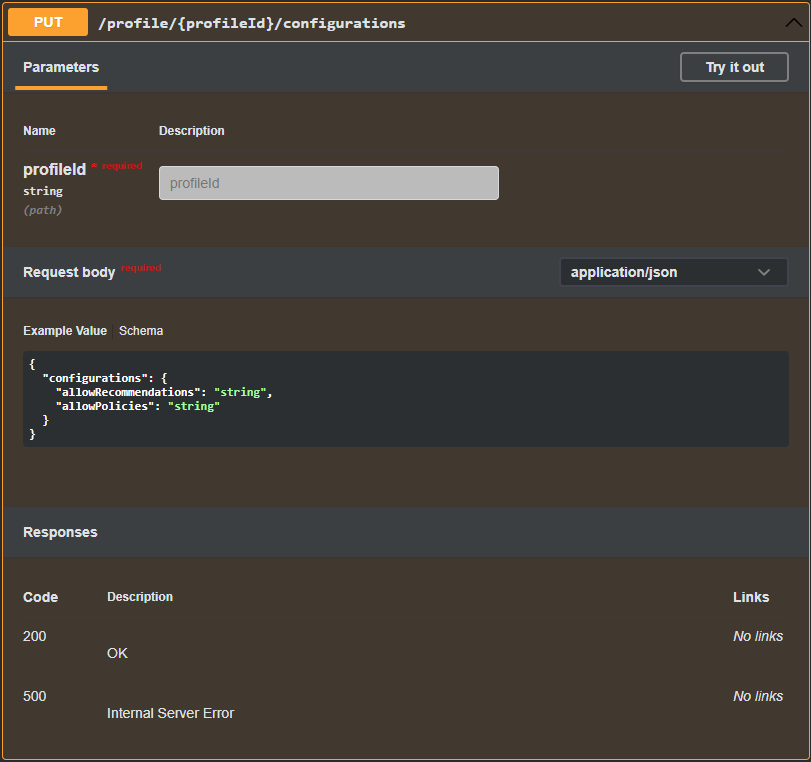 PUT /profile/{profileId}/configurations
Parameters
Try it out
Name Description
profileId * required
string
(path)
profileId
Request body required
application/json
Example Value Schema
{
  "configurations": {
    "allowRecommendations": "string",
    "allowPolicies": "string"
  }
}
Responses
Code Description Links
200 No links
OK
500 No links
Internal Server Error